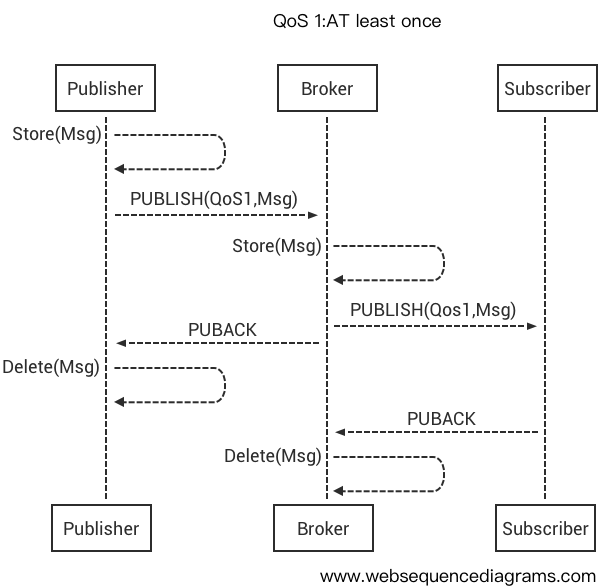 QoS 1:AT least once
Publisher Broker Subscriber
Store(Msg)
PUBLISH(QoS1,Msg)
Store(Msg)
PUBLISH(Qos1,Msg)
PUBACK
Delete(Msg)
PUBACK
Delete(Msg)
Publisher Broker Subscriber
www.websequencediagrams.com